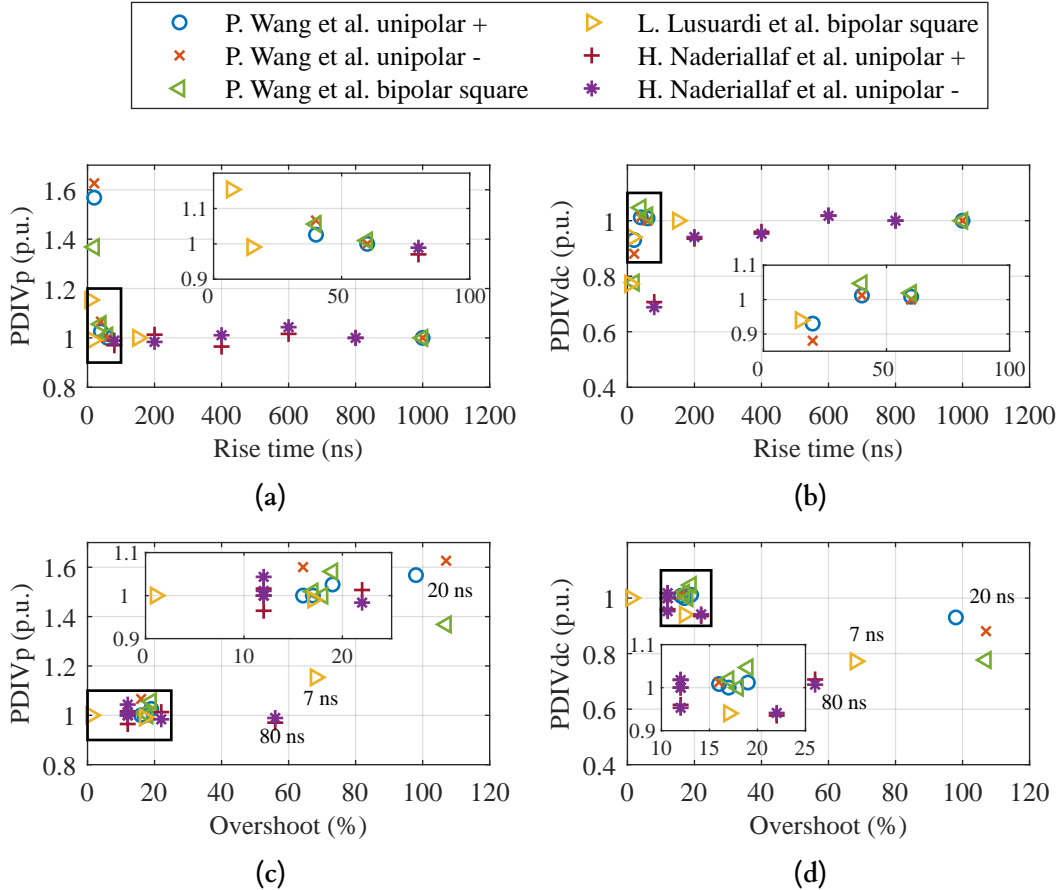 P. Wang et al. unipolar +
P. Wang et al. unipolar -
P. Wang et al. bipolar square
L. Lusuardi et al. bipolar square
H. Naderiallaf et al. unipolar +
H. Naderiallaf et al. unipolar -
PDIVp (p.u.)
1.6
1.4
1.2
1
0.8
1.1
1
0.9
0 50 100
0 200 400 600 800 1000 1200
Rise time (ns)
(a)
PDIVdc (p.u.)
1
0.8
0.6
0.4
1.1
1
0.9
0 50 100
0 200 400 600 800 1000 1200
Rise time (ns)
(b)
PDIVp (p.u.)
1.6
1.4
1.2
1
0.8
1.1
1
0.9
0 10 20
20 ns
7 ns
80 ns
0 20 40 60 80 100 120
Overshoot (%)
(c)
PDIVdc (p.u.)
1
0.8
0.6
0.4
1.1
1
0.9
10 15 20 25
20 ns
7 ns
80 ns
0 20 40 60 80 100 120
Overshoot (%)
(d)